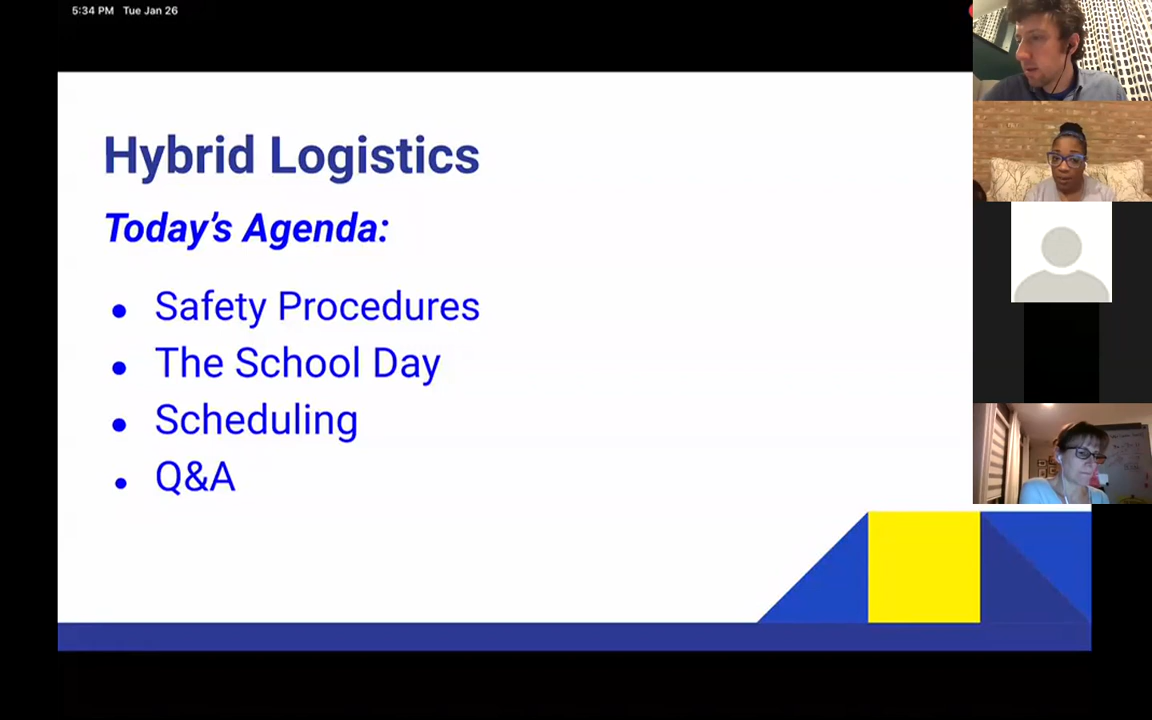 5:34 PM Tue Jan 26
Hybrid Logistics
Today's Agenda:
• Safety Procedures
• The School Day
• Scheduling
• Q&A